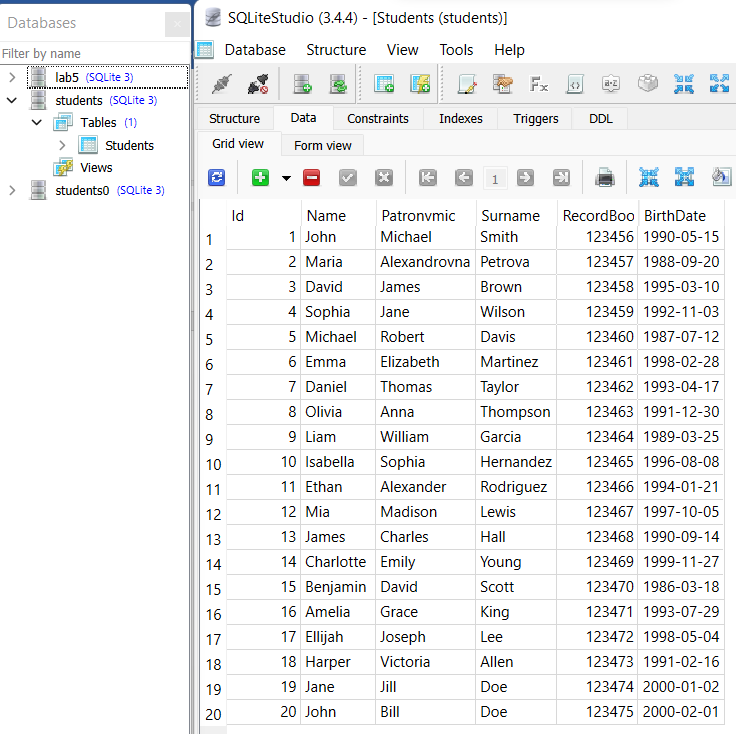 Databases
Filter by name
lab5 (SQLite 3)
students (SQLite 3)
Tables (1)
Students
Views
students0 (SQLite 3)
SQLiteStudio (3.4.4) - [Students (students)]
Database Structure View Tools Help
Structure Data Constraints Indexes Triggers DDL
Grid view Form view
1
Id Name Patronvmic Surname RecordBoo BirthDate
1 1 John Michael Smith 123456 1990-05-15
2 2 Maria Alexandrovna Petrova 123457 1988-09-20
3 3 David James Brown 123458 1995-03-10
4 4 Sophia Jane Wilson 123459 1992-11-03
5 5 Michael Robert Davis 123460 1987-07-12
6 6 Emma Elizabeth Martinez 123461 1998-02-28
7 7 Daniel Thomas Taylor 123462 1993-04-17
8 8 Olivia Anna Thompson 123463 1991-12-30
9 9 Liam William Garcia 123464 1989-03-25
10 10 Isabella Sophia Hernandez 123465 1996-08-08
11 11 Ethan Alexander Rodriguez 123466 1994-01-21
12 12 Mia Madison Lewis 123467 1997-10-05
13 13 James Charles Hall 123468 1990-09-14
14 14 Charlotte Emily Young 123469 1999-11-27
15 15 Benjamin David Scott 123470 1986-03-18
16 16 Amelia Grace King 123471 1993-07-29
17 17 Ellijah Joseph Lee 123472 1998-05-04
18 18 Harper Victoria Allen 123473 1991-02-16
19 19 Jane Jill Doe 123474 2000-01-02
20 20 John Bill Doe 123475 2000-02-01